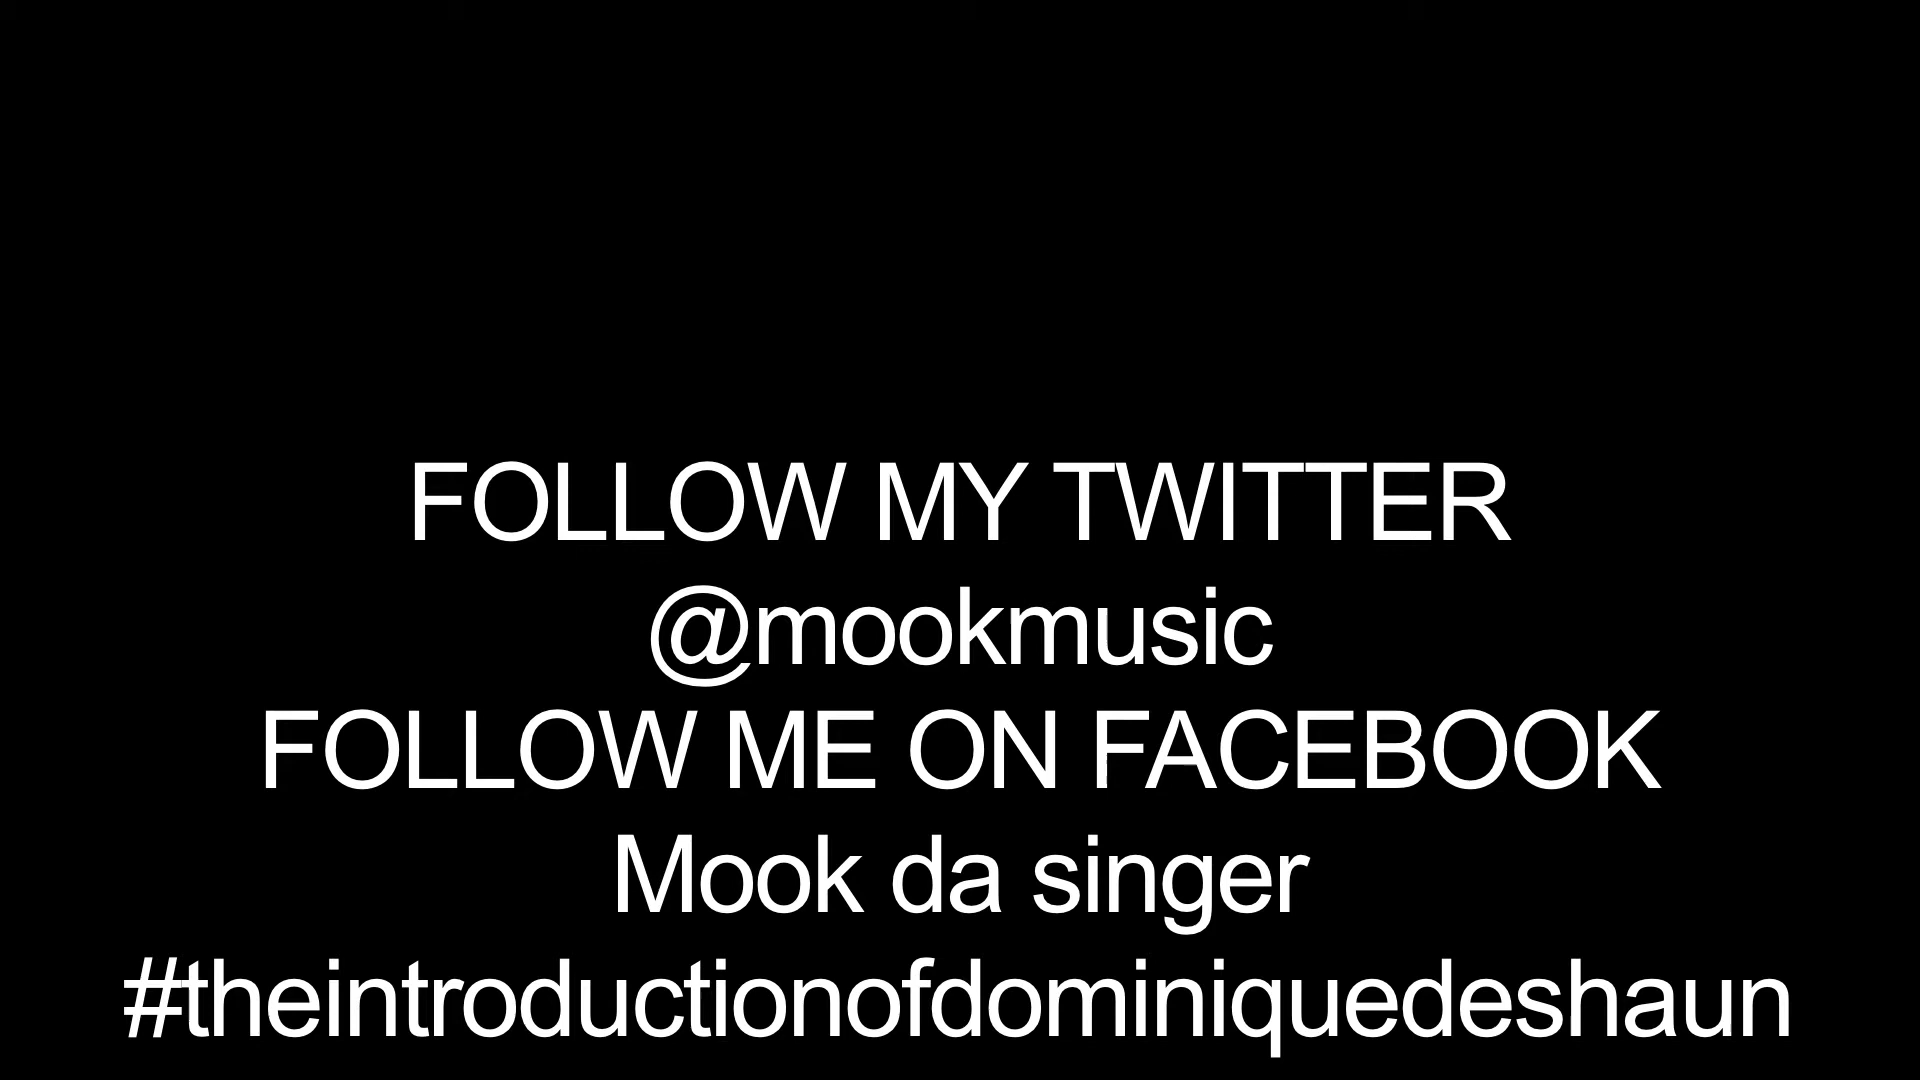 FOLLOW MY TWITTER
@mookmusic
FOLLOW ME ON FACEBOOK
Mook da singer
#theintroductionofdominiquedeshaun